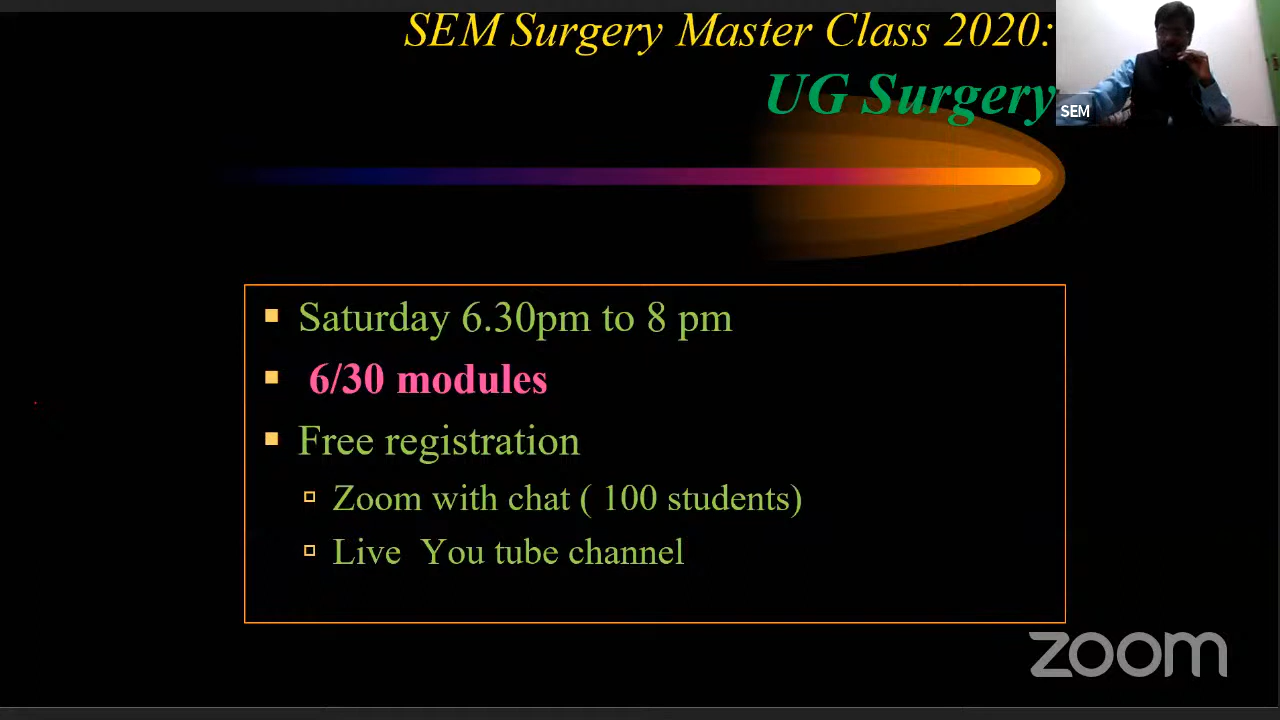 SEM Surgery Master Class 2020:
UG Surgery
SEM
Saturday 6.30pm to 8 pm
6/30 modules
Free registration
Zoom with chat ( 100 students)
Live  You tube channel
zoom